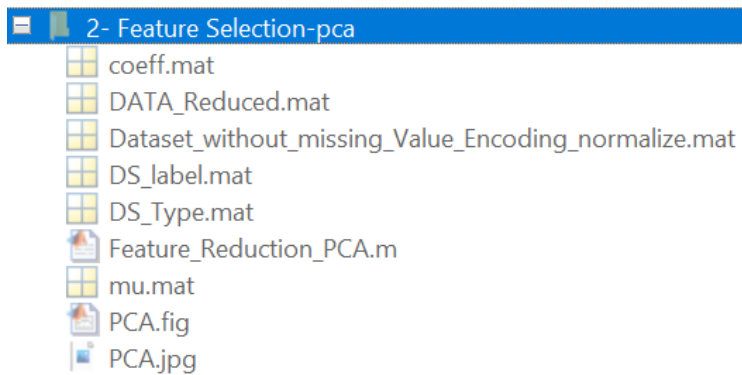 2- Feature Selection-pca
coeff.mat
DATA_Reduced.mat
Dataset_without_missing_Value_Encoding_normalize.mat
DS_label.mat
DS_Type.mat
Feature_Reduction_PCA.m
mu.mat
PCA.fig
PCA.jpg